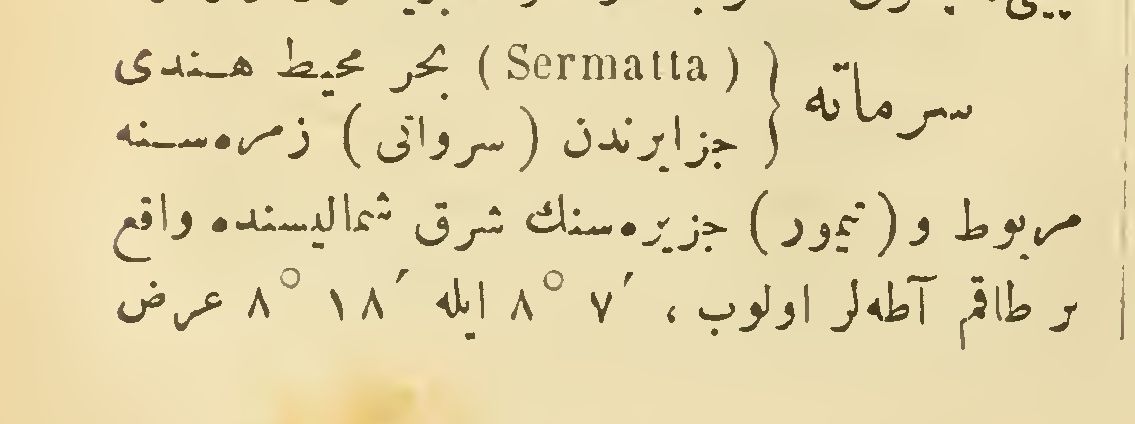 سرماته { (Sermatta) بحر محیط هندی
جزایرندن (سرواتی) زمره‌سنه
مربوط و (تیمور) جزیره‌سنك شرق شمالیسنده واقع
بر طاقم آطه‌لر اولوب، ′۷ °۸ ایله ′۱۸ °۸ عرض